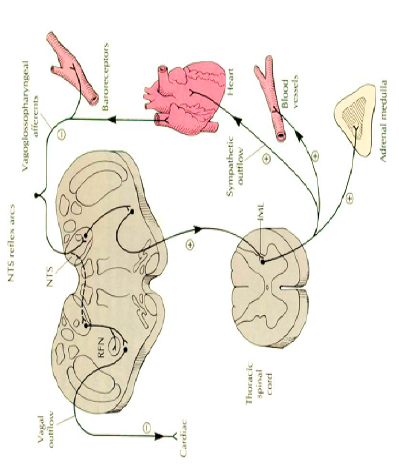 NTS reflex arcs
Vagoglossopharyngeal
afferents
Vagal
outflow
NTS
−
Baroreceptors
RFN
−
Cardiac
+
Heart
Sympathetic
outflow
Thoracic
spinal
cord
IML
+
Blood
vessels
+
+
Adrenal medulla